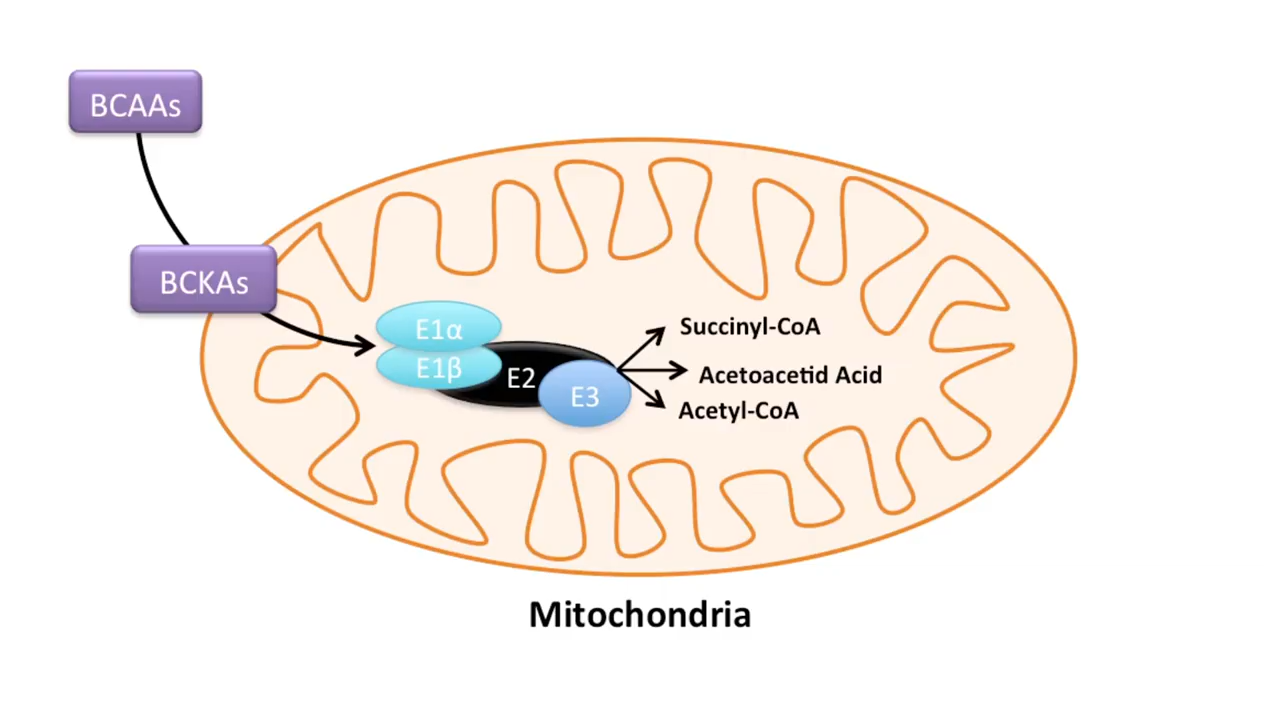 BCAAs
BCKAs
E1α
E1β
E2
E3
Succinyl-CoA
Acetoacetid Acid
Acetyl-CoA
Mitochondria